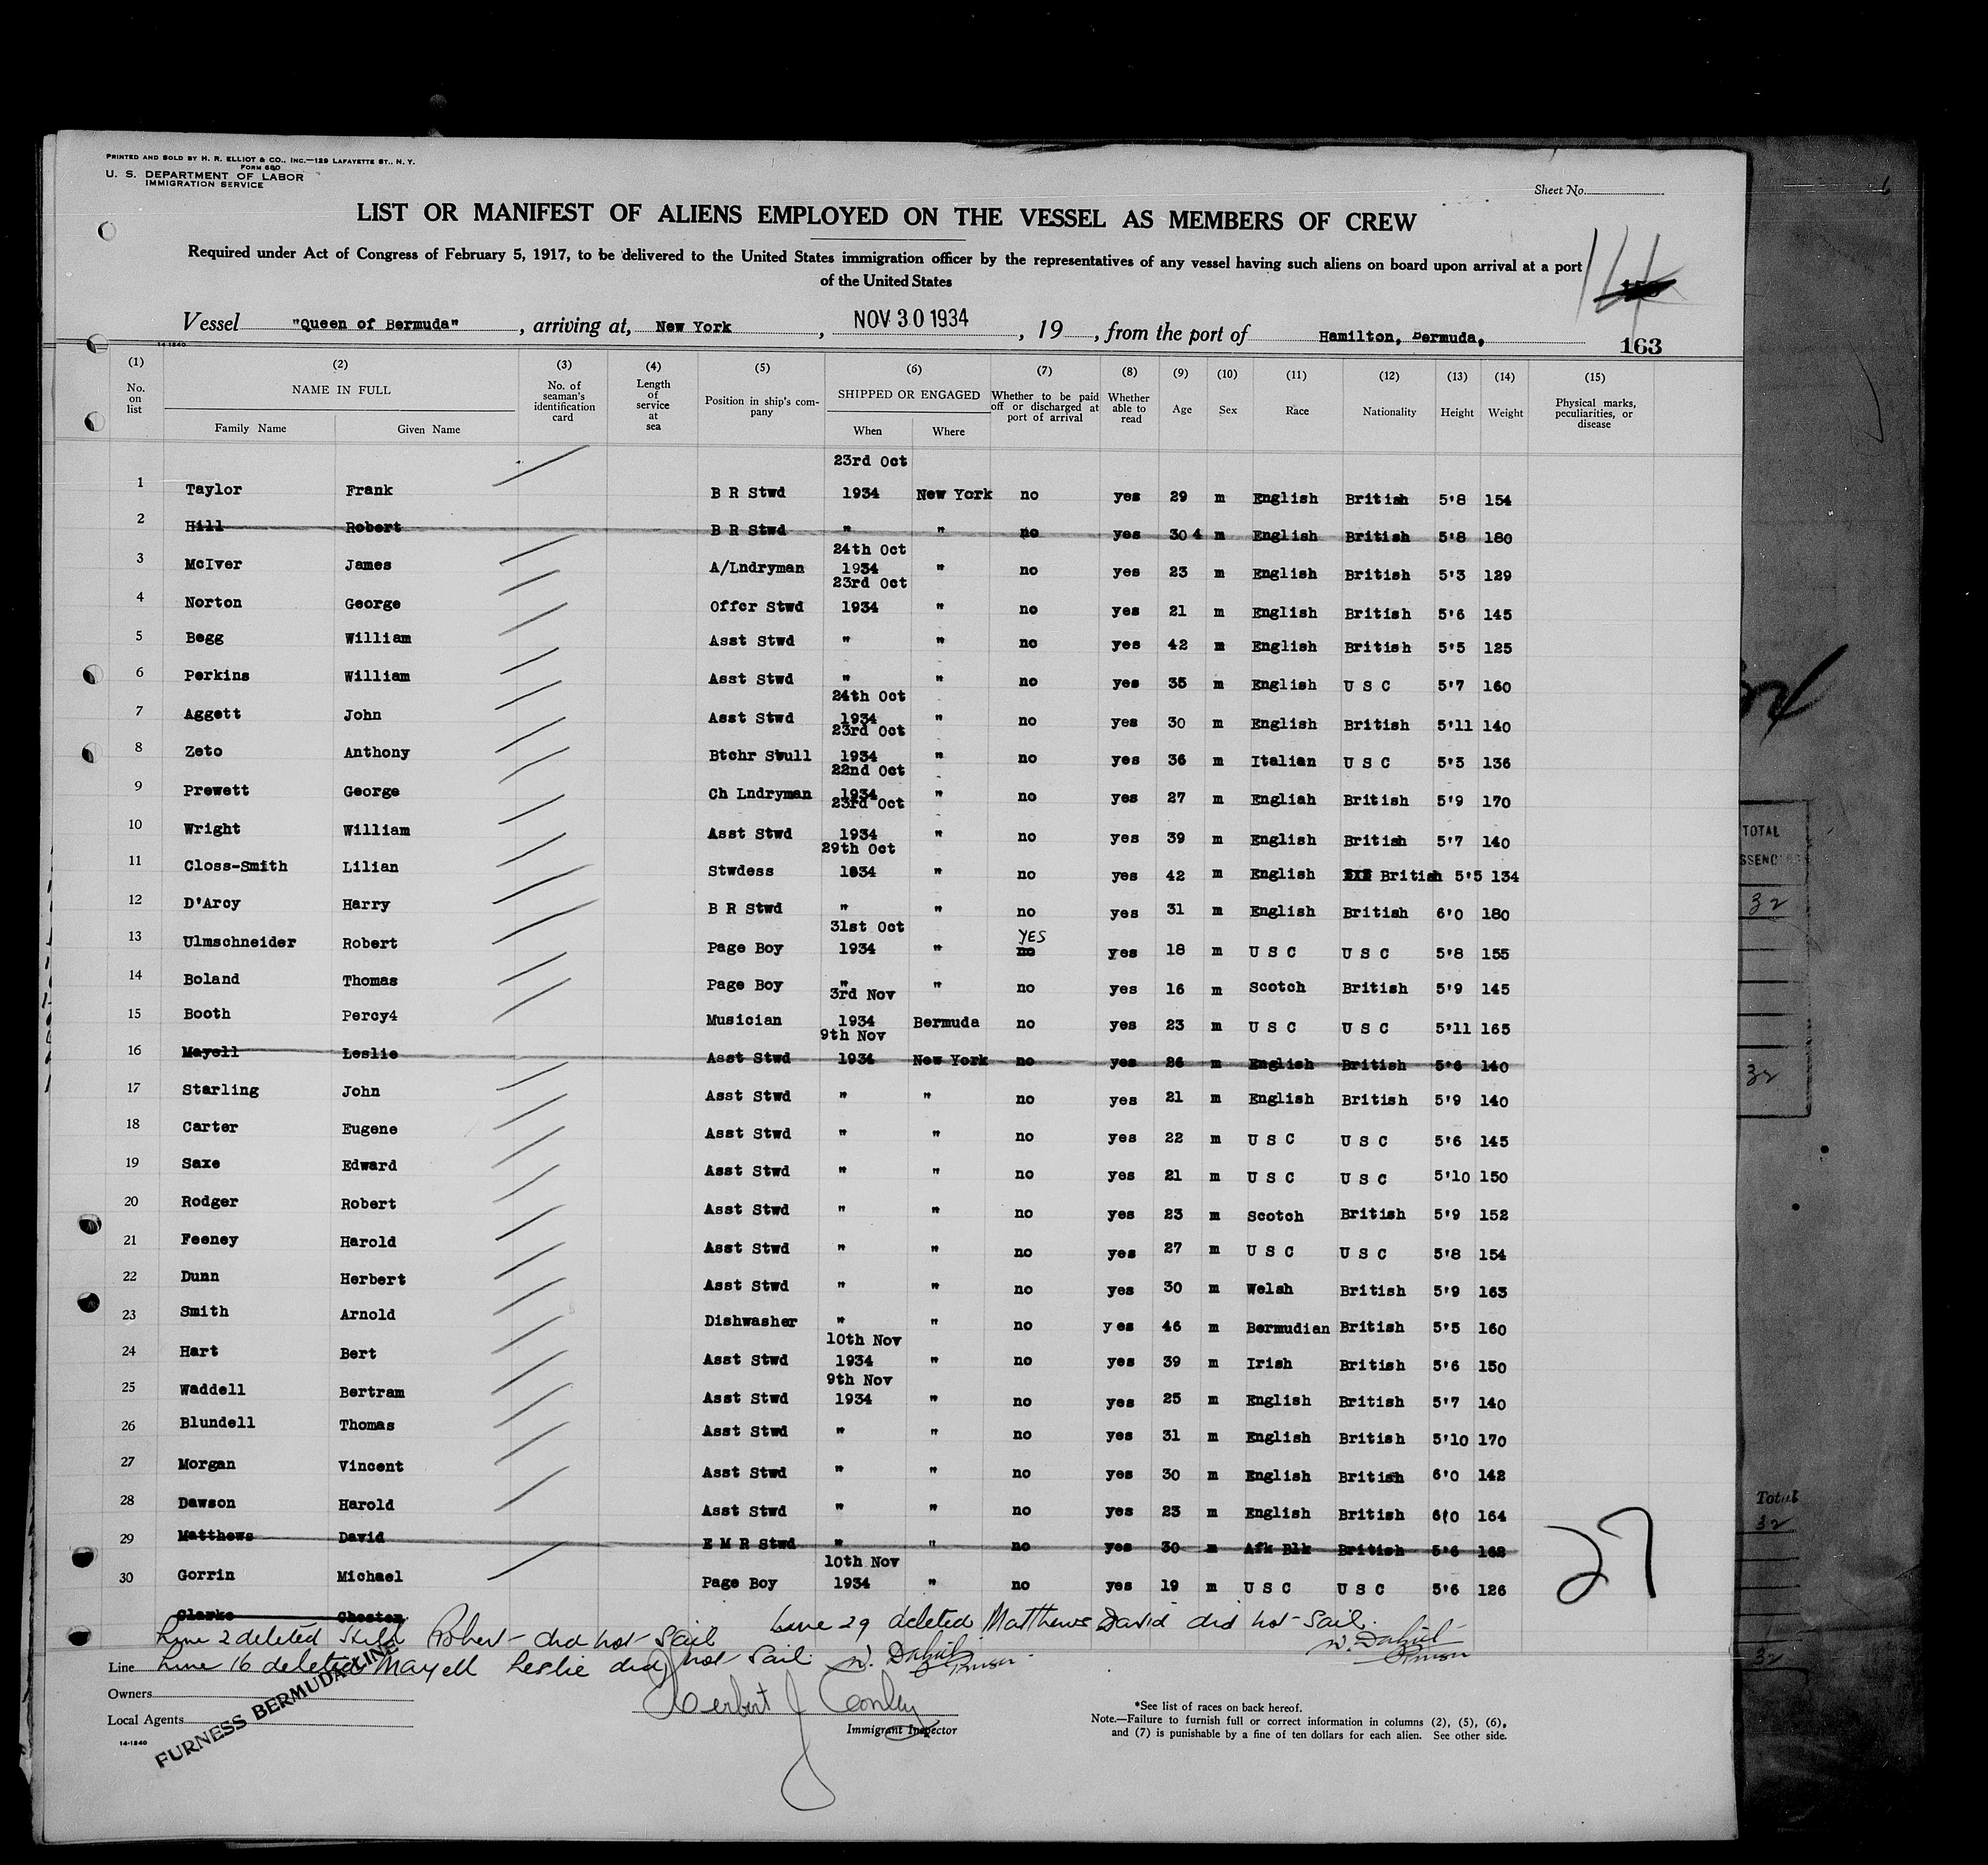 PRINTED AND SOLD BY H. R. ELLIOT & CO., INC.—129 LAFAYETTE ST., N. Y.
FORM 680
U. S. DEPARTMENT OF LABOR
IMMIGRATION SERVICE
Sheet No.
LIST OR MANIFEST OF ALIENS EMPLOYED ON THE VESSEL AS MEMBERS OF CREW
Required under Act of Congress of February 5, 1917, to be delivered to the United States immigration officer by the representatives of any vessel having such aliens on board upon arrival at a port
of the United States
164
Vessel "Queen of Bermuda", arriving at, New York, NOV 30 1934, 19, from the port of Hamilton, Bermuda,
163
14-1840
(1) (2) (3) (4) (5) (6) (7) (8) (9) (10) (11) (12) (13) (14) (15)
No. on list NAME IN FULL Family Name Given Name No. of seaman's identification card Length of service at sea Position in ship's company SHIPPED OR ENGAGED When Where Whether to be paid off or discharged at port of arrival Whether able to read Age Sex Race Nationality Height Weight Physical marks, peculiarities, or disease
23rd Oct
1 Taylor Frank B R Stwd 1934 New York no yes 29 m English British 5'8 154
2 Hill Robert B R Stwd " " no yes 30 4 m English British 5'8 180
24th Oct
3 McIver James A/Lndryman 1934 " no yes 23 m English British 5'3 129
23rd Oct
4 Norton George Offcr Stwd 1934 " no yes 21 m English British 5'6 145
5 Begg William Asst Stwd " " no yes 42 m English British 5'5 125
6 Perkins William Asst Stwd " " no yes 35 m English U S C 5'7 160
24th Oct
7 Aggett John Asst Stwd 1934 " no yes 30 m English British 5'11 140
23rd Oct
8 Zeto Anthony Btchr Scull 1934 " no yes 36 m Italian U S C 5'3 136
22nd Oct
9 Prewett George Ch Lndryman 1934 " no yes 27 m English British 5'9 170
23rd Oct
10 Wright William Asst Stwd 1934 " no yes 39 m English British 5'7 140
29th Oct
11 Closs-Smith Lilian Stwdess 1934 " no yes 42 m English British 5'5 134
12 D'Arcy Harry B R Stwd " " no yes 31 m English British 6'0 180
31st Oct YES
13 Ulmschneider Robert Page Boy 1934 " no yes 18 m U S C U S C 5'8 155
14 Boland Thomas Page Boy " " no yes 16 m Scotch British 5'9 145
3rd Nov
15 Booth Percy4 Musician 1934 Bermuda no yes 23 m U S C U S C 5'11 165
9th Nov
16 Mayell Leslie Asst Stwd 1934 New York no yes 26 m English British 5'6 140
17 Starling John Asst Stwd " " no yes 21 m English British 5'9 140
18 Carter Eugene Asst Stwd " " no yes 22 m U S C U S C 5'6 145
19 Saxe Edward Asst Stwd " " no yes 21 m U S C U S C 5'10 150
20 Rodger Robert Asst Stwd " " no yes 23 m Scotch British 5'9 152
21 Feeney Harold Asst Stwd " " no yes 27 m U S C U S C 5'8 154
22 Dunn Herbert Asst Stwd " " no yes 30 m Welsh British 5'9 163
23 Smith Arnold Dishwasher " " no yes 46 m Bermudian British 5'5 160
10th Nov
24 Hart Bert Asst Stwd 1934 " no yes 39 m Irish British 5'6 150
9th Nov
25 Waddell Bertram Asst Stwd 1934 " no yes 25 m English British 5'7 140
26 Blundell Thomas Asst Stwd " " no yes 31 m English British 5'10 170
27 Morgan Vincent Asst Stwd " " no yes 30 m English British 6'0 142
28 Dawson Harold Asst Stwd " " no yes 23 m English British 6'0 164
29 Matthews David E M R Stwd " " no yes 30 m Afk Blk British 5'6 168
10th Nov
30 Gorrin Michael Page Boy 1934 " no yes 19 m U S C U S C 5'6 126
27
Clarke Chester
Line 2 deleted Hill Robert - did not sail Line 29 deleted Matthews David did not sail.
Line Line 16 deleted Mayell Leslie did not sail.
Owners
Local Agents
FURNESS BERMUDA LINE
14-1840
Herbert J Conley
Immigrant Inspector
*See list of races on back hereof.
Note.—Failure to furnish full or correct information in columns (2), (5), (6),
and (7) is punishable by a fine of ten dollars for each alien. See other side.
TOTAL
32
32
Total
32
32